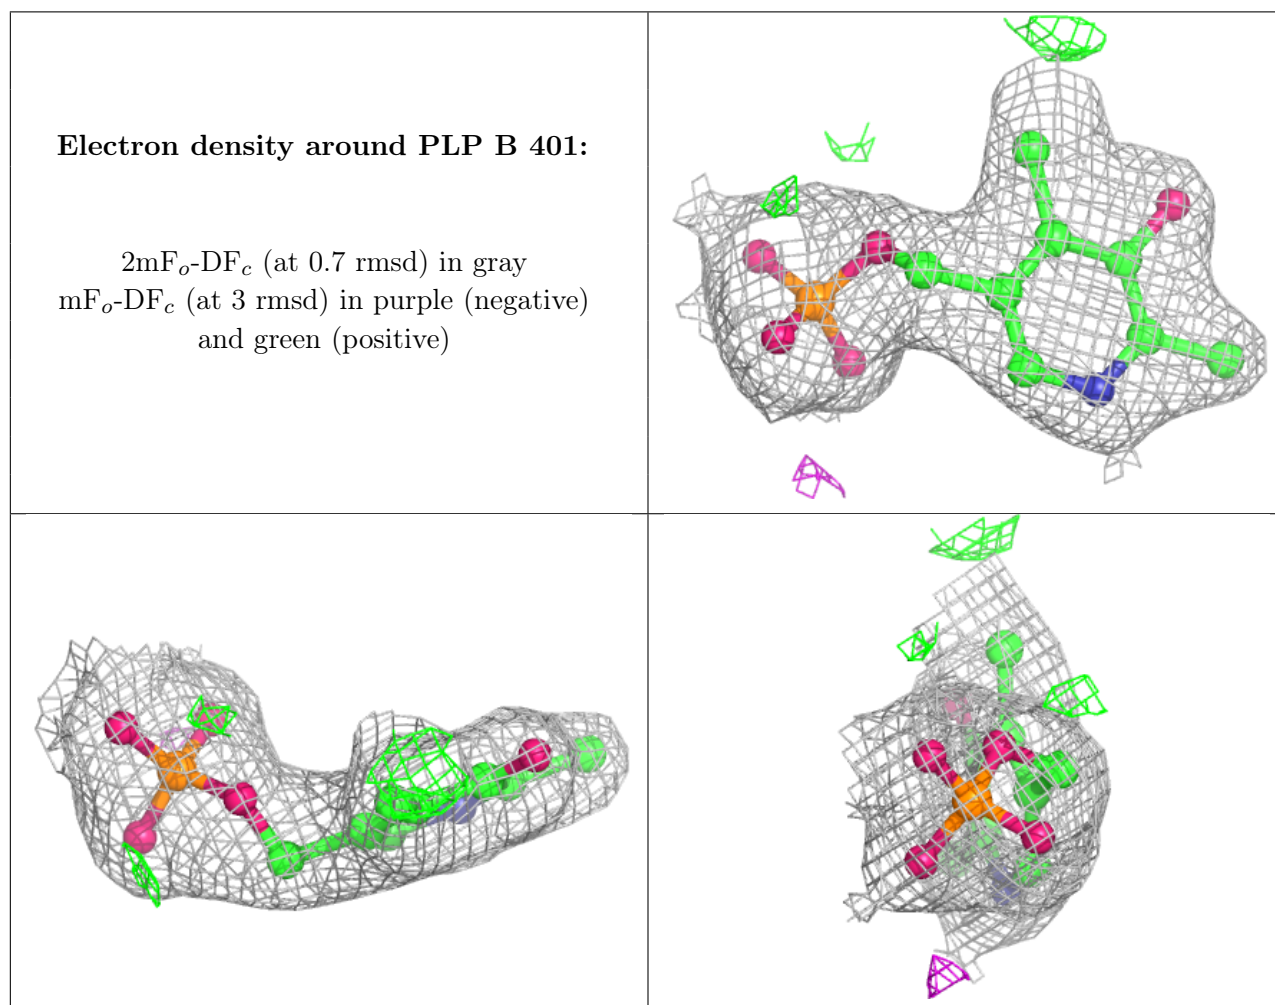 Electron density around PLP B 401:
2mFo-DFc (at 0.7 rmsd) in gray
mFo-DFc (at 3 rmsd) in purple (negative)
and green (positive)